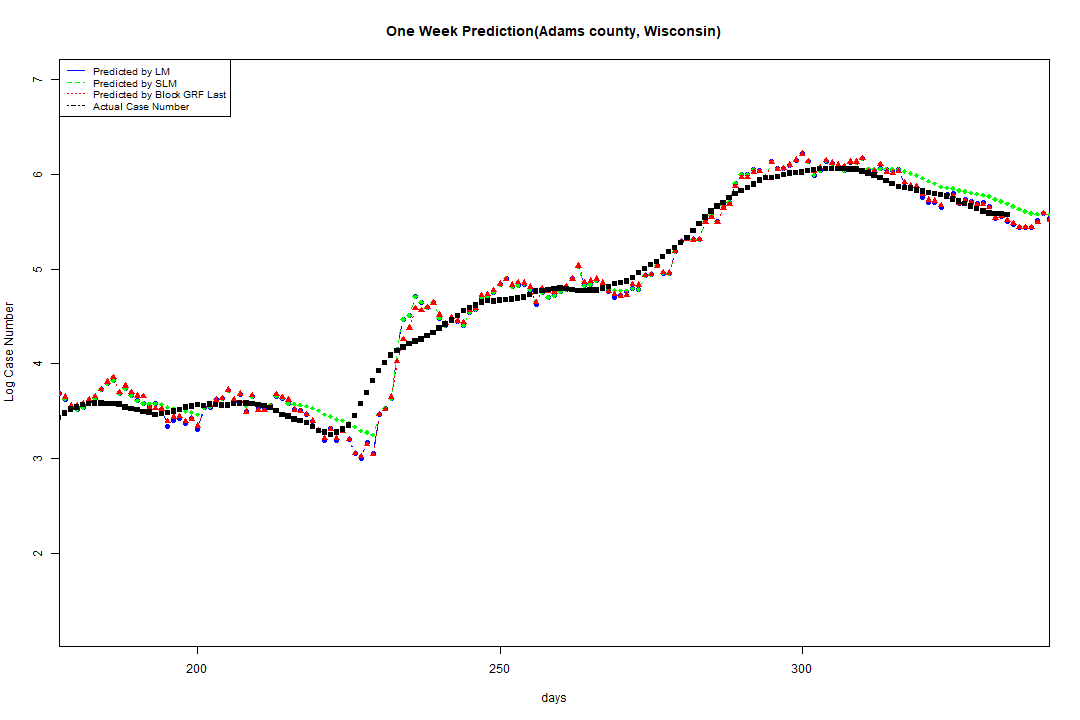 One Week Prediction(Adams county, Wisconsin)
Predicted by LM
Predicted by SLM
Predicted by Block GRF Last
Actual Case Number
7
6
5
4
3
2
Log Case Number
200
250
300
days